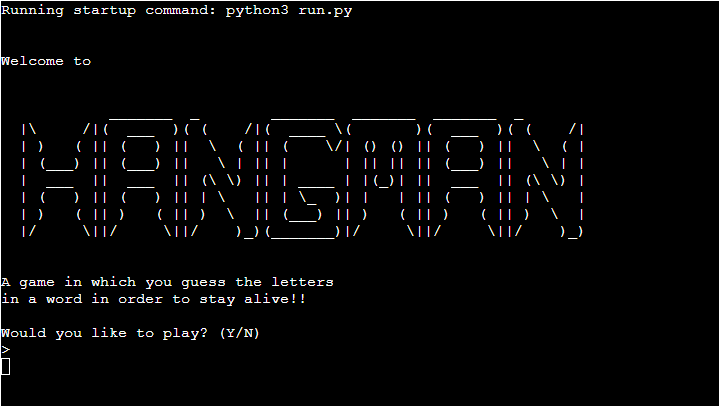 Running startup command: python3 run.py
Welcome to
HANGMAN
A game in which you guess the letters
in a word in order to stay alive!!
Would you like to play? (Y/N)
>